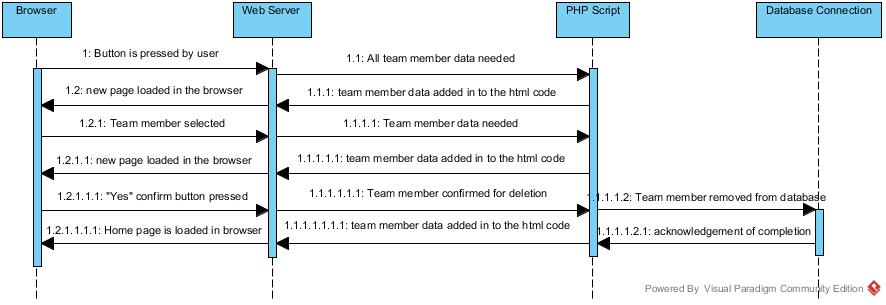 Browser
Web Server
PHP Script
Database Connection
1: Button is pressed by user
1.1: All team member data needed
1.2: new page loaded in the browser
1.1.1: team member data added in to the html code
1.2.1: Team member selected
1.1.1.1: Team member data needed
1.2.1.1: new page loaded in the browser
1.1.1.1.1: team member data added in to the html code
1.2.1.1.1: "Yes" confirm button pressed
1.1.1.1.1.1: Team member confirmed for deletion
1.1.1.1.2: Team member removed from database
1.2.1.1.1.1: Home page is loaded in browser
1.1.1.1.1.1.1: team member data added in to the html code
1.1.1.1.2.1: acknowledgement of completion
Powered By Visual Paradigm Community Edition